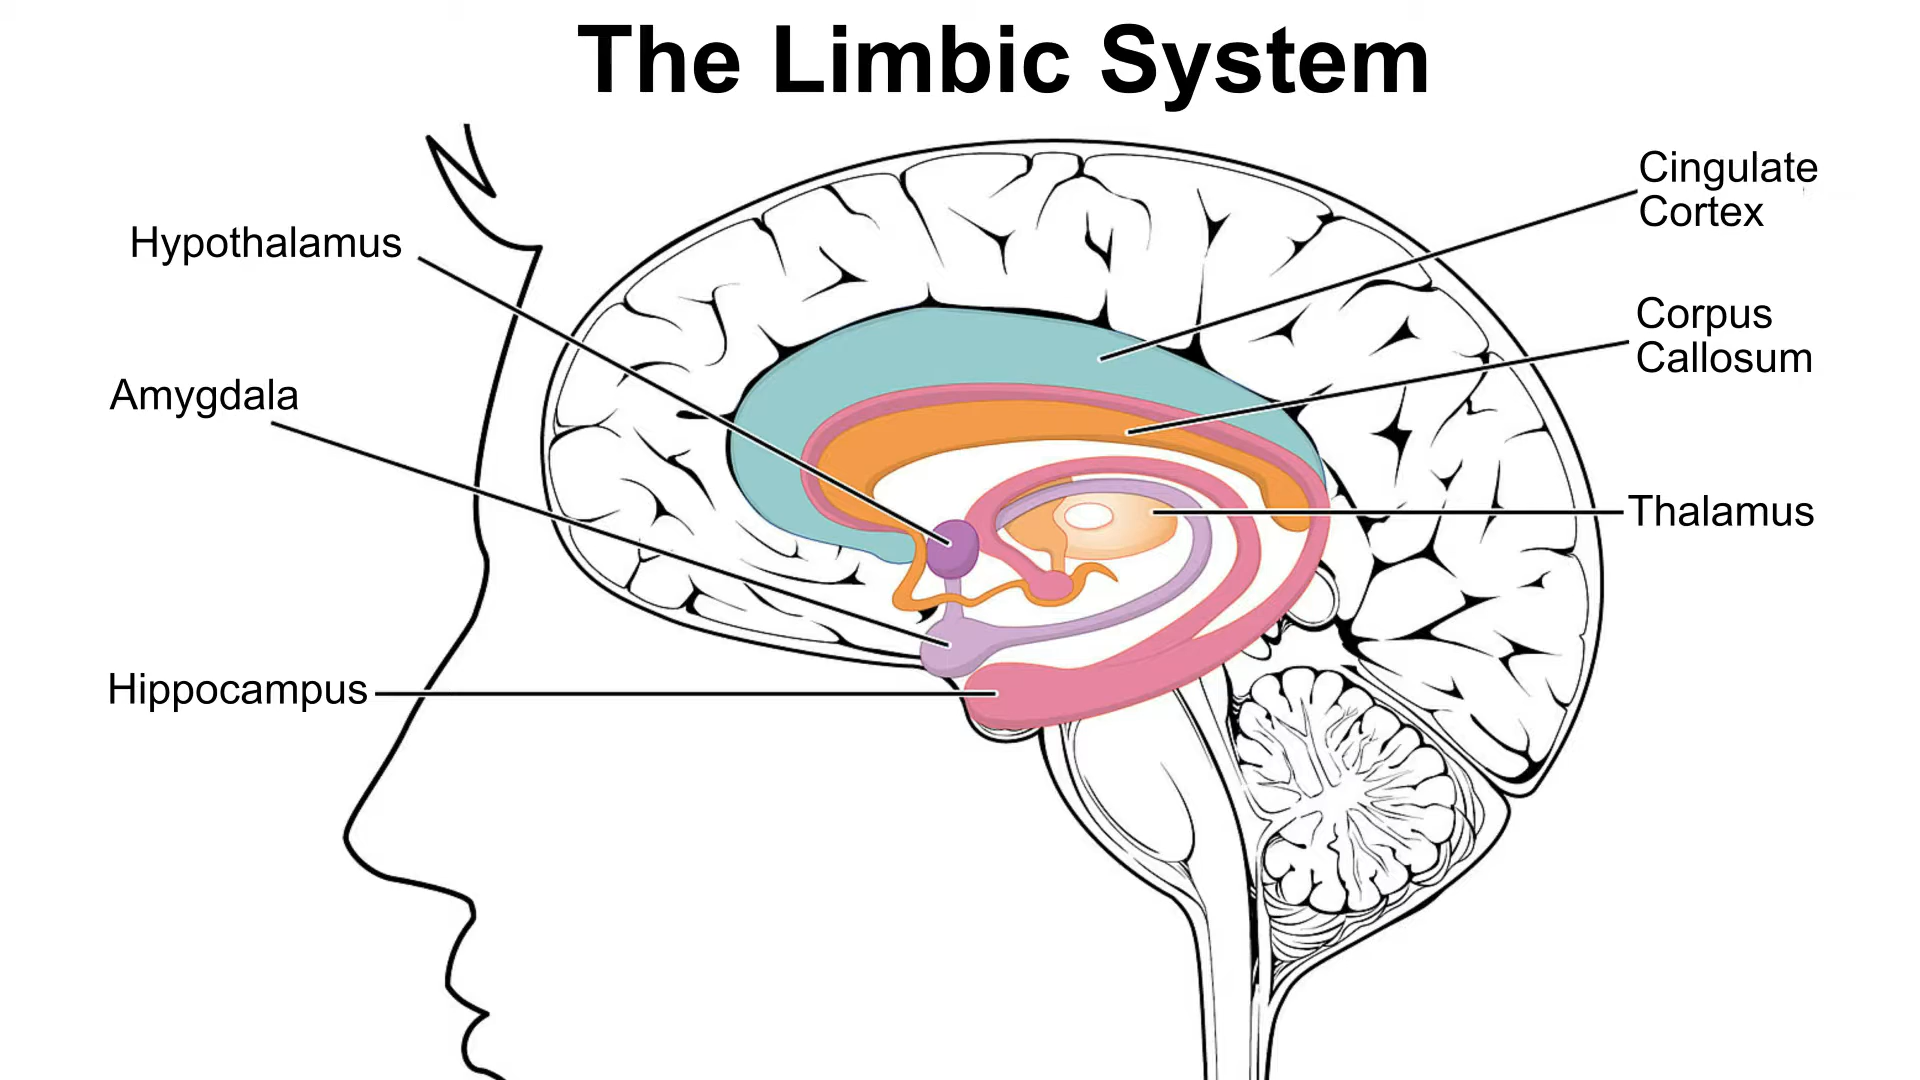 The Limbic System
Hypothalamus
Amygdala
Hippocampus
Cingulate
Cortex
Corpus
Callosum
Thalamus